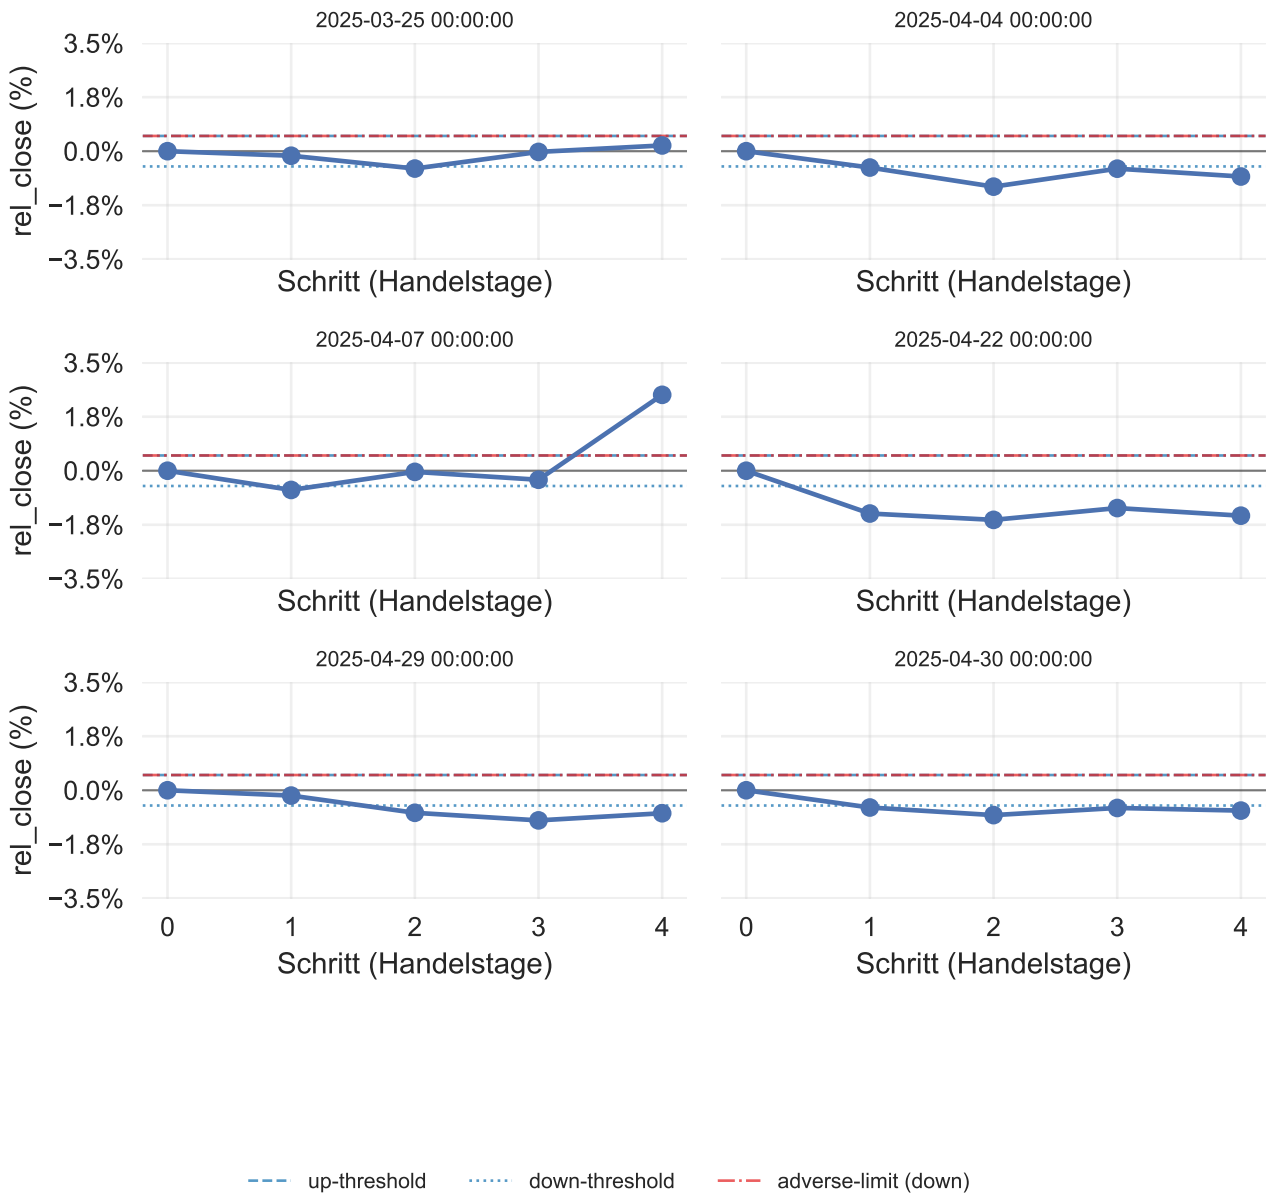 2025-03-25 00:00:00
2025-04-04 00:00:00
rel_close (%)
3.5%
1.8%
0.0%
−1.8%
−3.5%
Schritt (Handelstage)
Schritt (Handelstage)
2025-04-07 00:00:00
2025-04-22 00:00:00
rel_close (%)
3.5%
1.8%
0.0%
−1.8%
−3.5%
Schritt (Handelstage)
Schritt (Handelstage)
2025-04-29 00:00:00
2025-04-30 00:00:00
rel_close (%)
3.5%
1.8%
0.0%
−1.8%
−3.5%
0 1 2 3 4
0 1 2 3 4
Schritt (Handelstage)
Schritt (Handelstage)
up-threshold down-threshold adverse-limit (down)